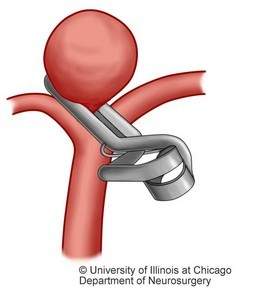 © University of Illinois at Chicago
Department of Neurosurgery